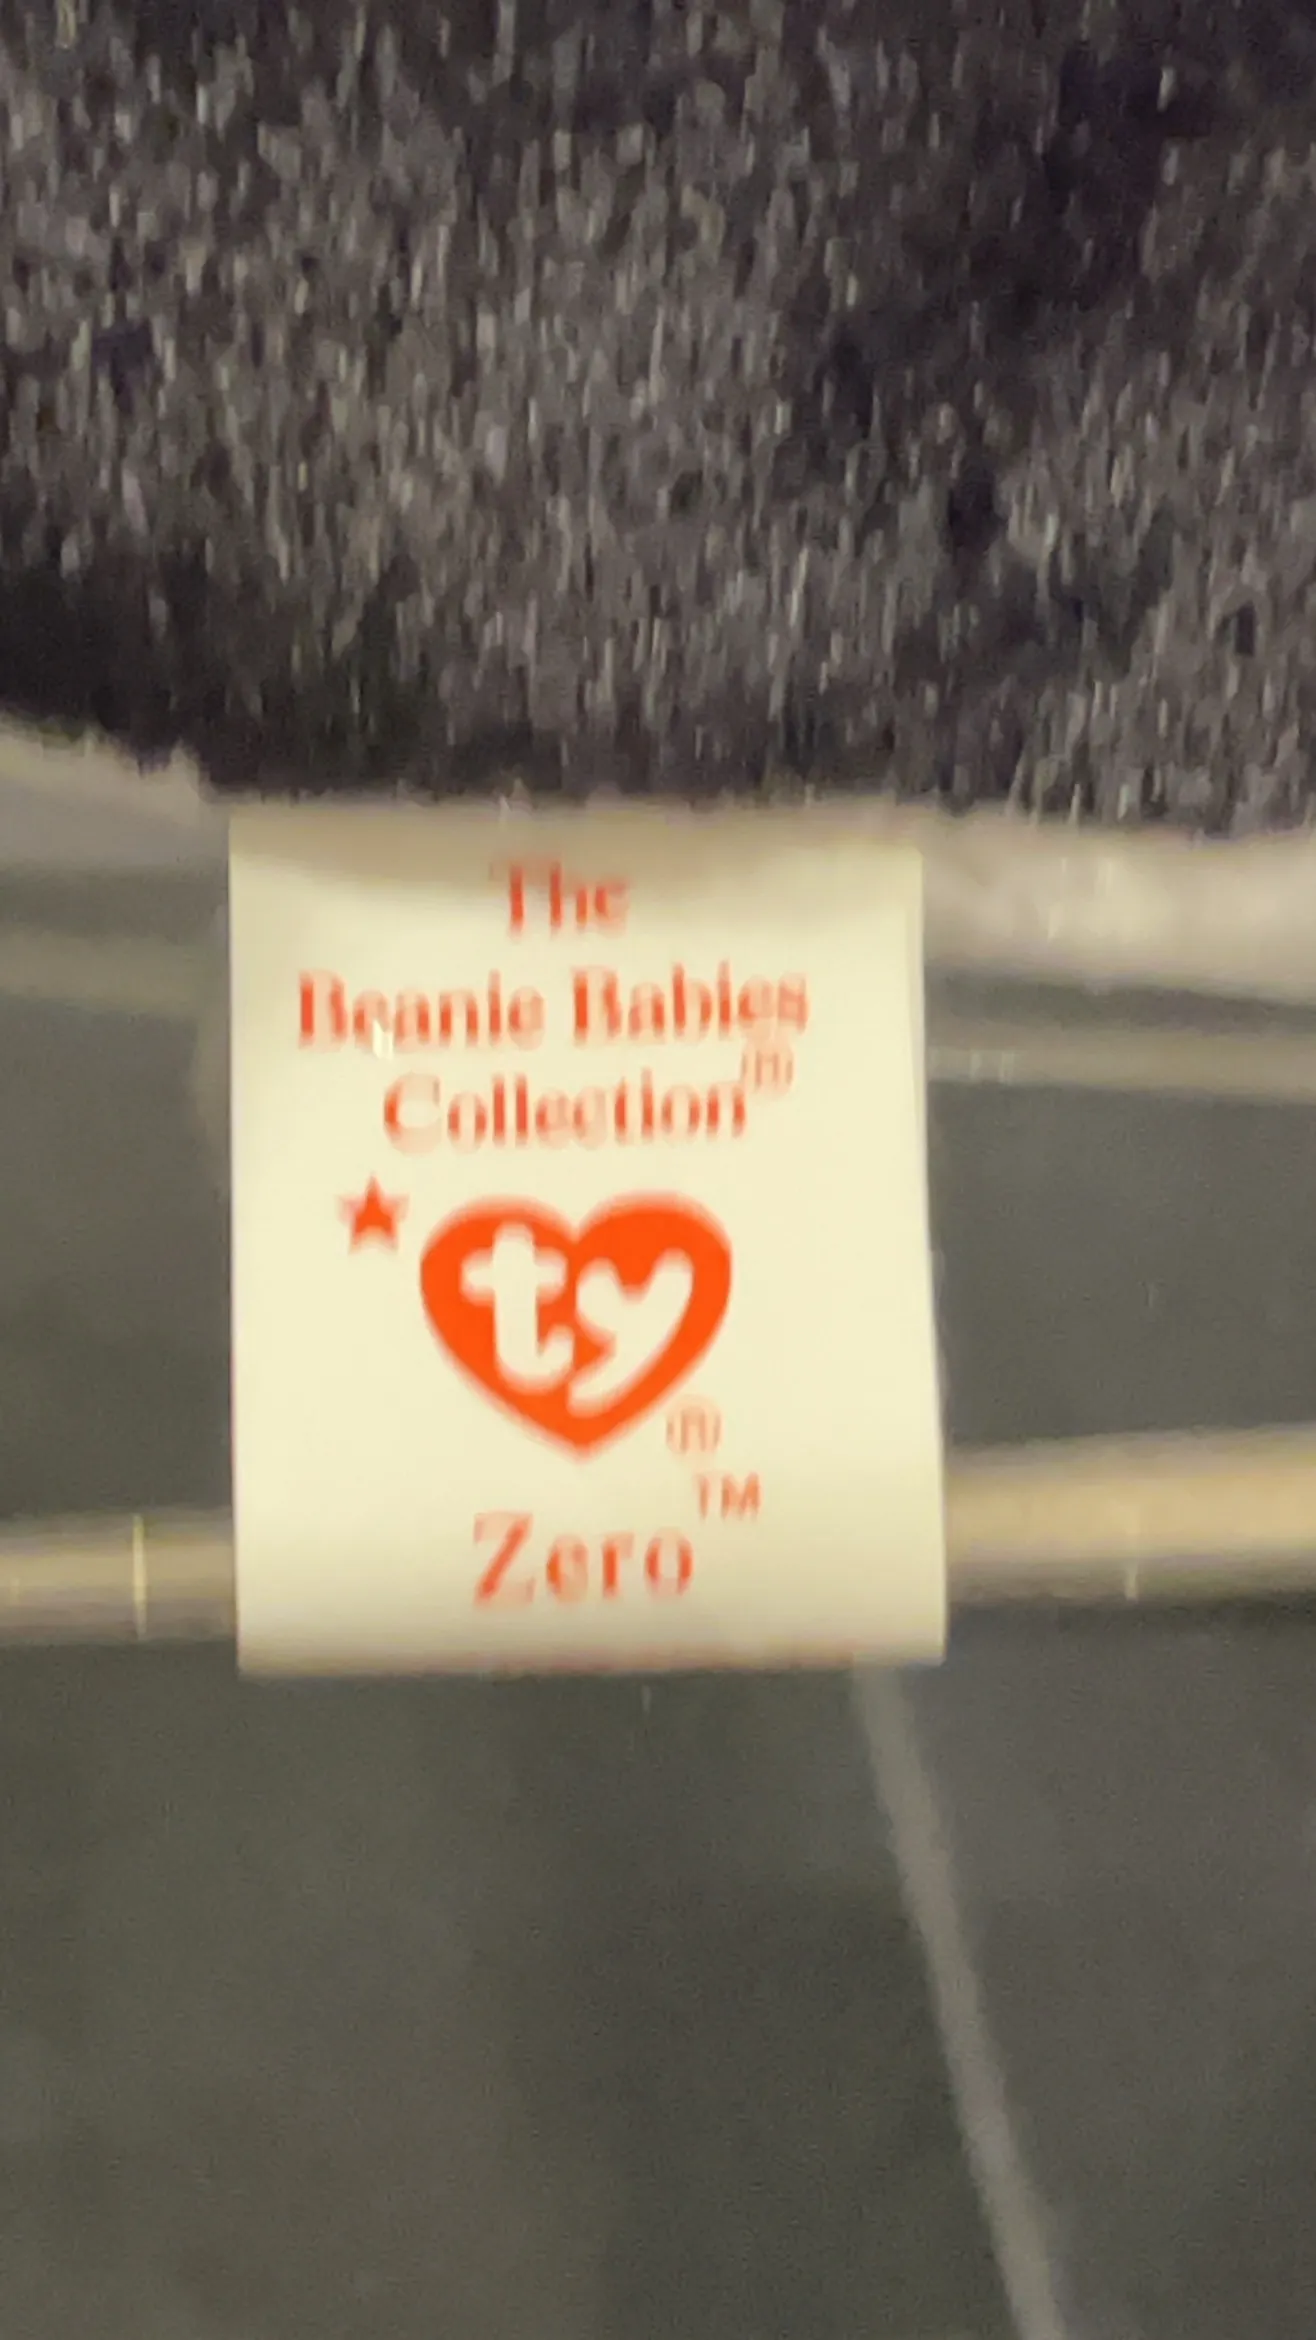 The
Beanie Babies
Collection®
ty®
Zero™